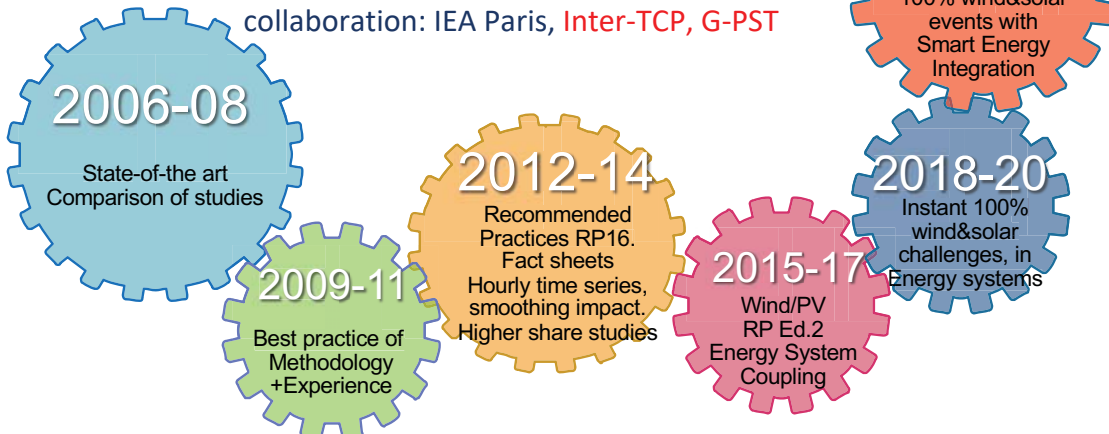 collaboration: IEA Paris, Inter-TCP, G-PST
2006-08
State-of-the art
Comparison of studies
2009-11
Best practice of
Methodology
+Experience
2012-14
Recommended
Practices RP16.
Fact sheets
Hourly time series,
smoothing impact.
Higher share studies
2015-17
Wind/PV
RP Ed.2
Energy System
Coupling
2018-20
Instant 100%
wind&solar
challenges, in
Energy systems
100% wind&solar
events with
Smart Energy
Integration